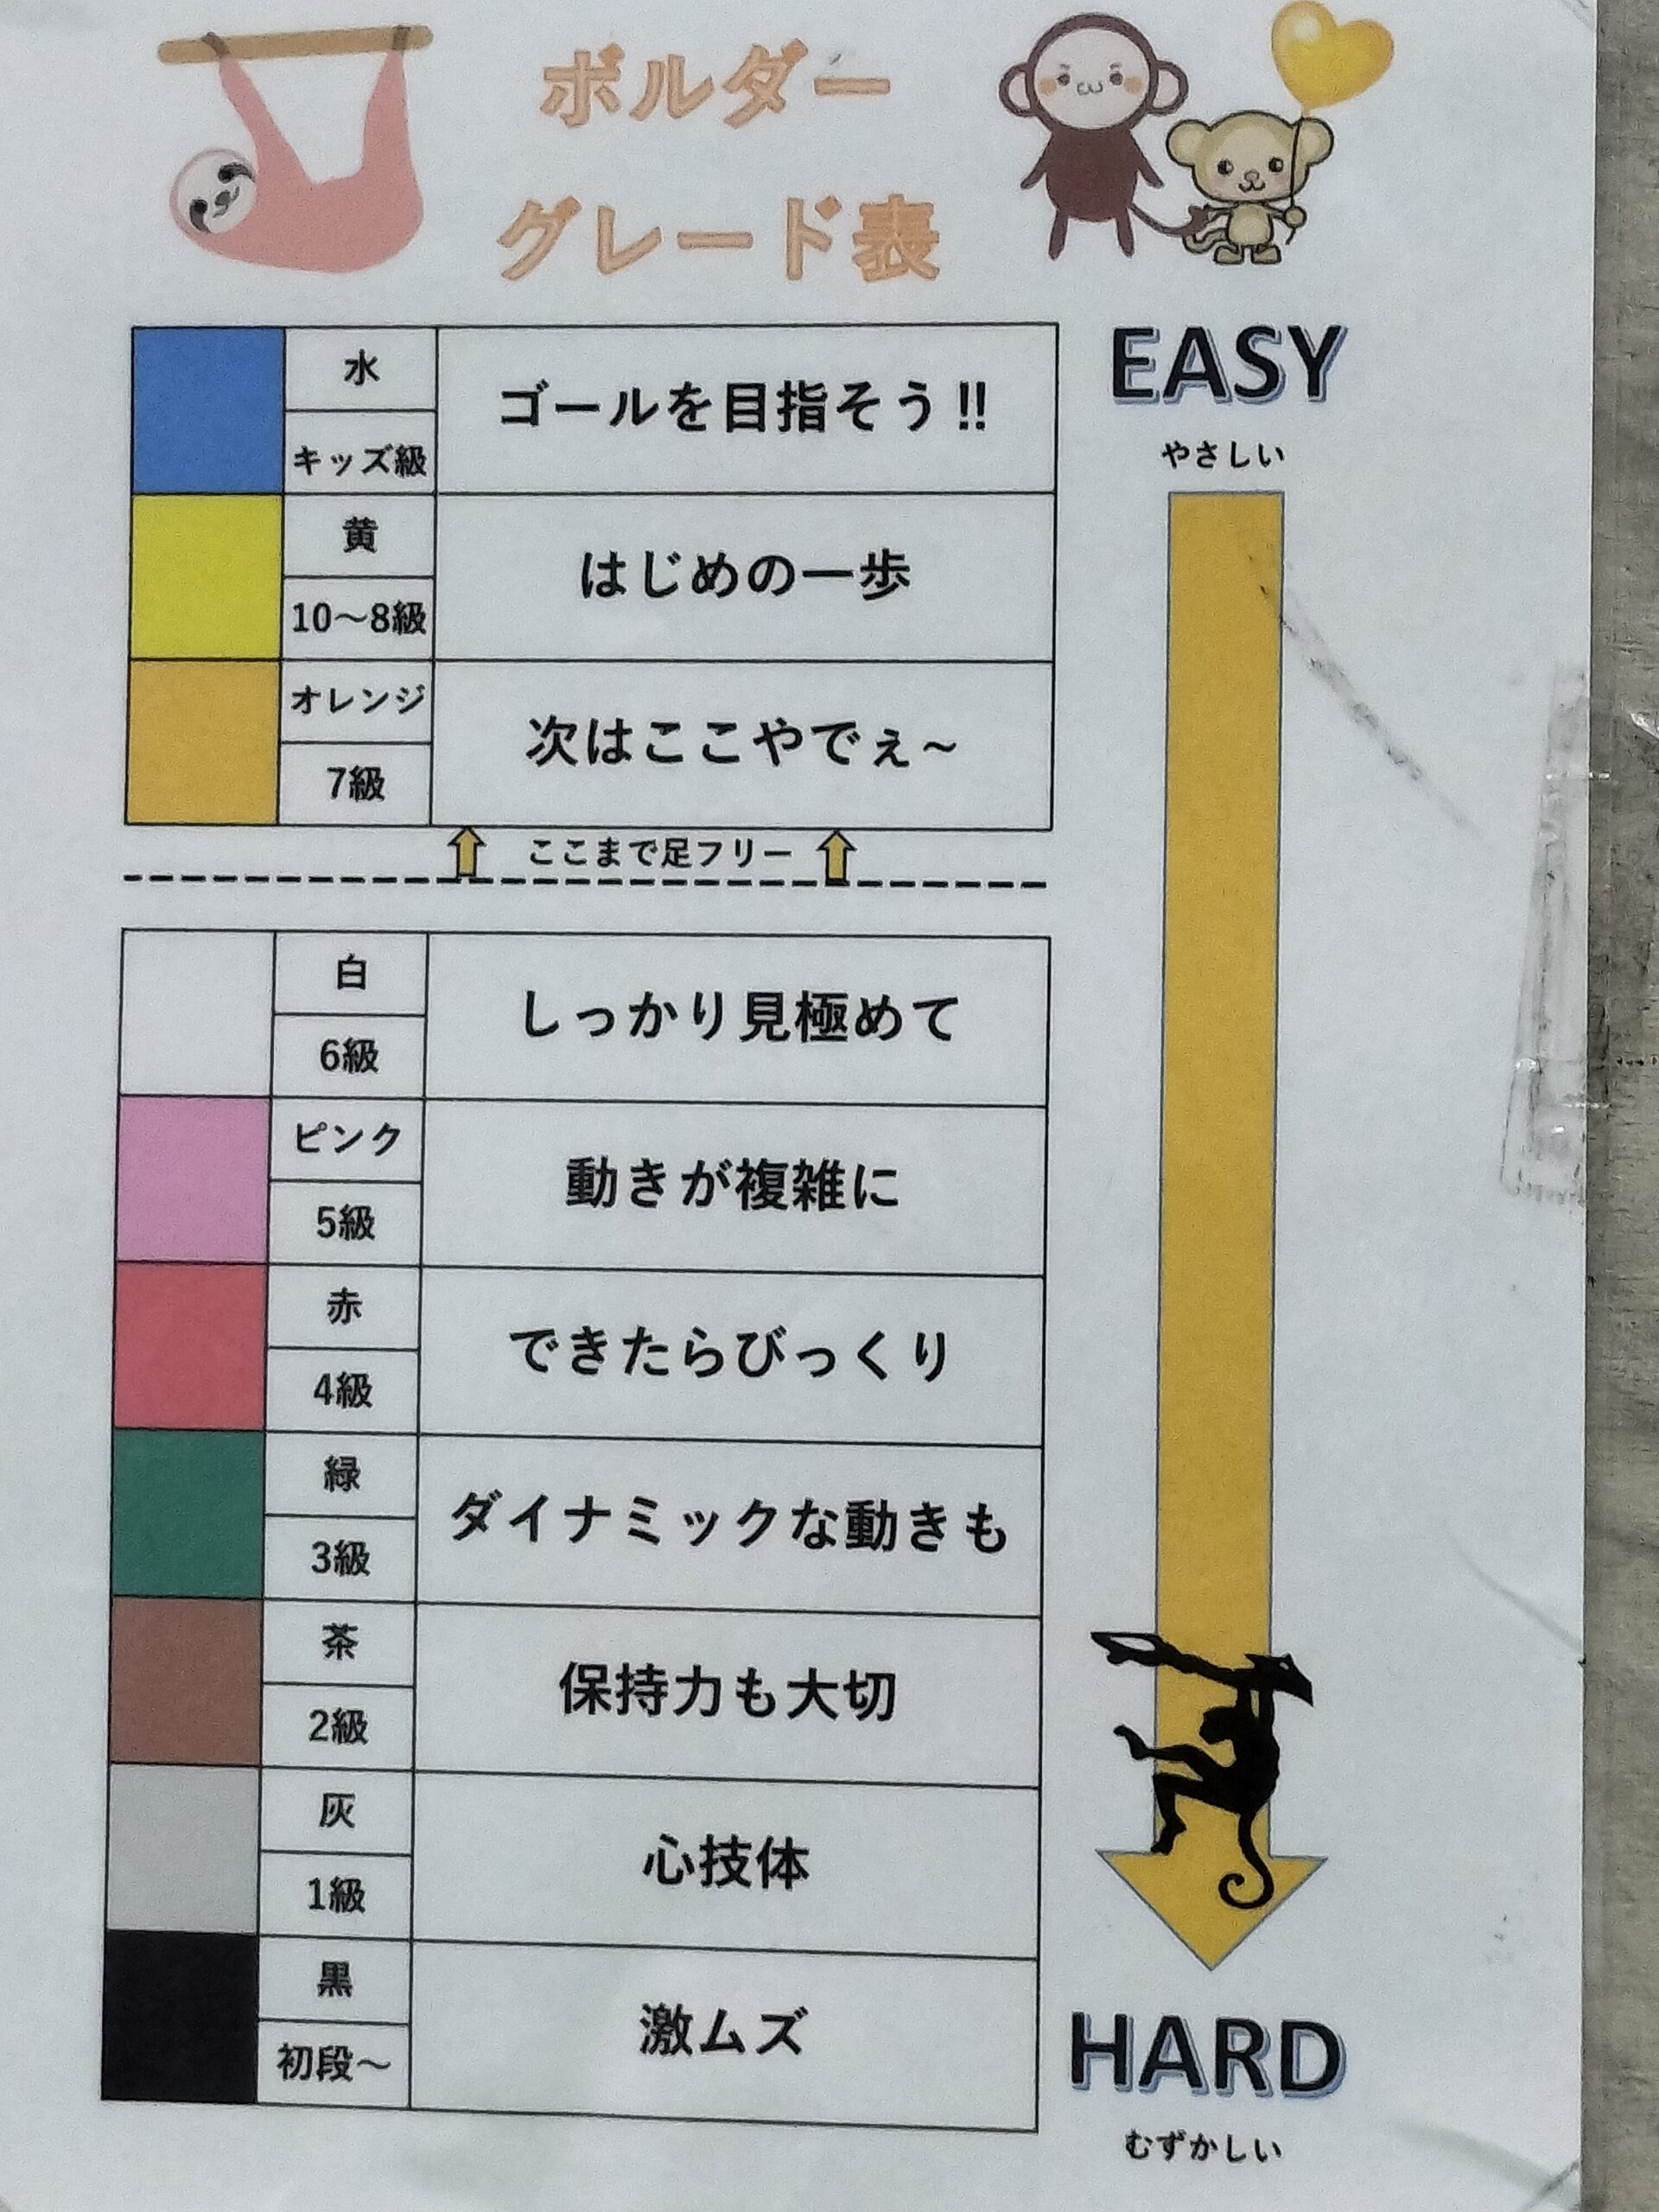 ボルダー
グレード表
EASY
やさしい
水
キッズ級
ゴールを目指そう!!
黄
10～8級
はじめの一歩
オレンジ
7級
次はここやでぇ~
ここまで足フリー
白
6級
しっかり見極めて
ピンク
5級
動きが複雑に
赤
4級
できたらびっくり
緑
3級
ダイナミックな動きも
茶
2級
保持力も大切
灰
1級
心技体
黒
初段～
激ムズ
HARD
むずかしい